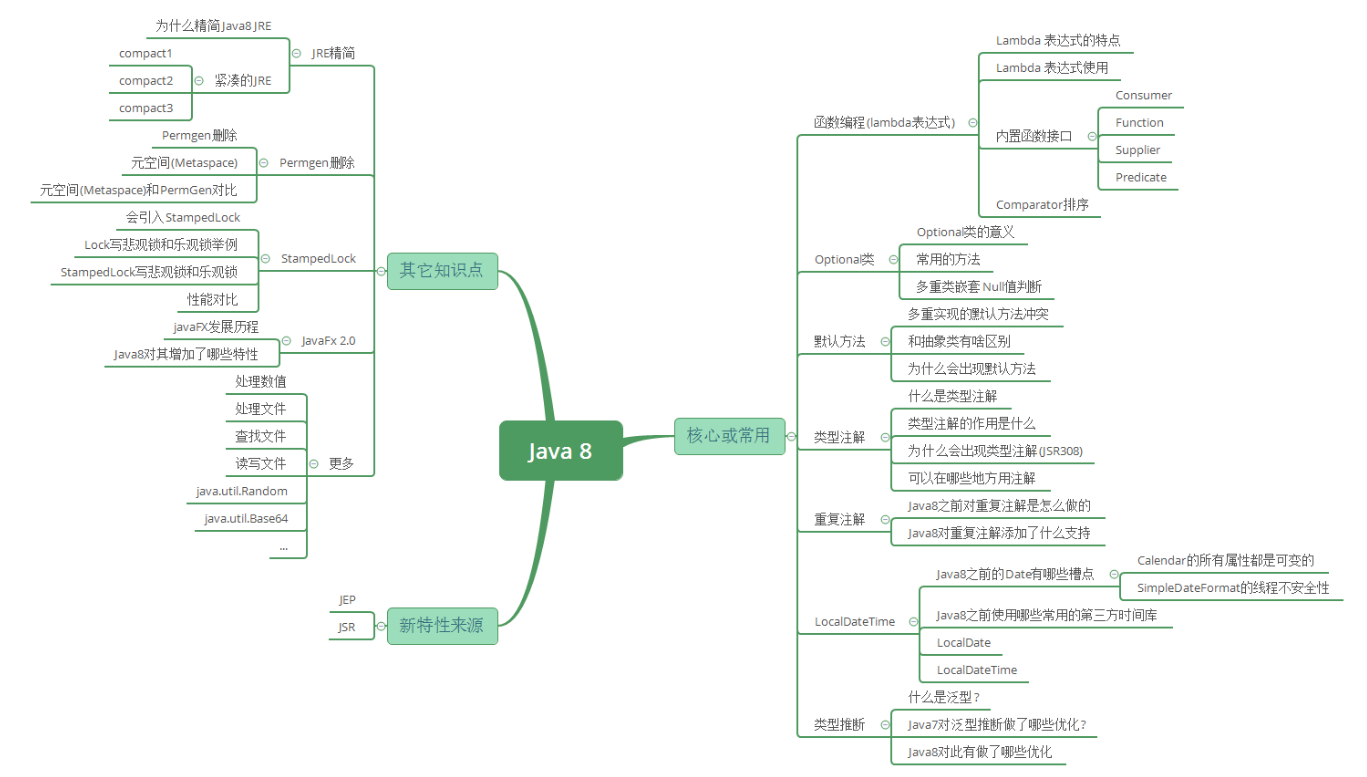 Java 8
核心或常用
函数编程(lambda表达式)
Lambda 表达式的特点
Lambda 表达式使用
内置函数接口
Consumer
Function
Supplier
Predicate
Comparator排序
Optional类
Optional类的意义
常用的方法
多重类嵌套 Null值判断
默认方法
多重实现的默认方法冲突
和抽象类有啥区别
为什么会出现默认方法
类型注解
什么是类型注解
类型注解的作用是什么
为什么会出现类型注解(JSR308)
可以在哪些地方用注解
重复注解
Java8之前对重复注解是怎么做的
Java8对重复注解添加了什么支持
LocalDateTime
Java8之前的Date有哪些槽点
Calendar的所有属性都是可变的
SimpleDateFormat的线程不安全性
Java8之前使用哪些常用的第三方时间库
LocalDate
LocalDateTime
类型推断
什么是泛型?
Java7对泛型推断做了哪些优化?
Java8对此有做了哪些优化
其它知识点
JRE精简
为什么精简Java8 JRE
紧凑的JRE
compact1
compact2
compact3
Permgen删除
Permgen删除
元空间(Metaspace)
元空间(Metaspace)和PermGen对比
StampedLock
会引入StampedLock
Lock写悲观锁和乐观锁举例
StampedLock写悲观锁和乐观锁
性能对比
JavaFx 2.0
javaFX发展历程
Java8对其增加了哪些特性
更多
处理数值
处理文件
查找文件
读写文件
java.util.Random
java.util.Base64
...
新特性来源
JEP
JSR